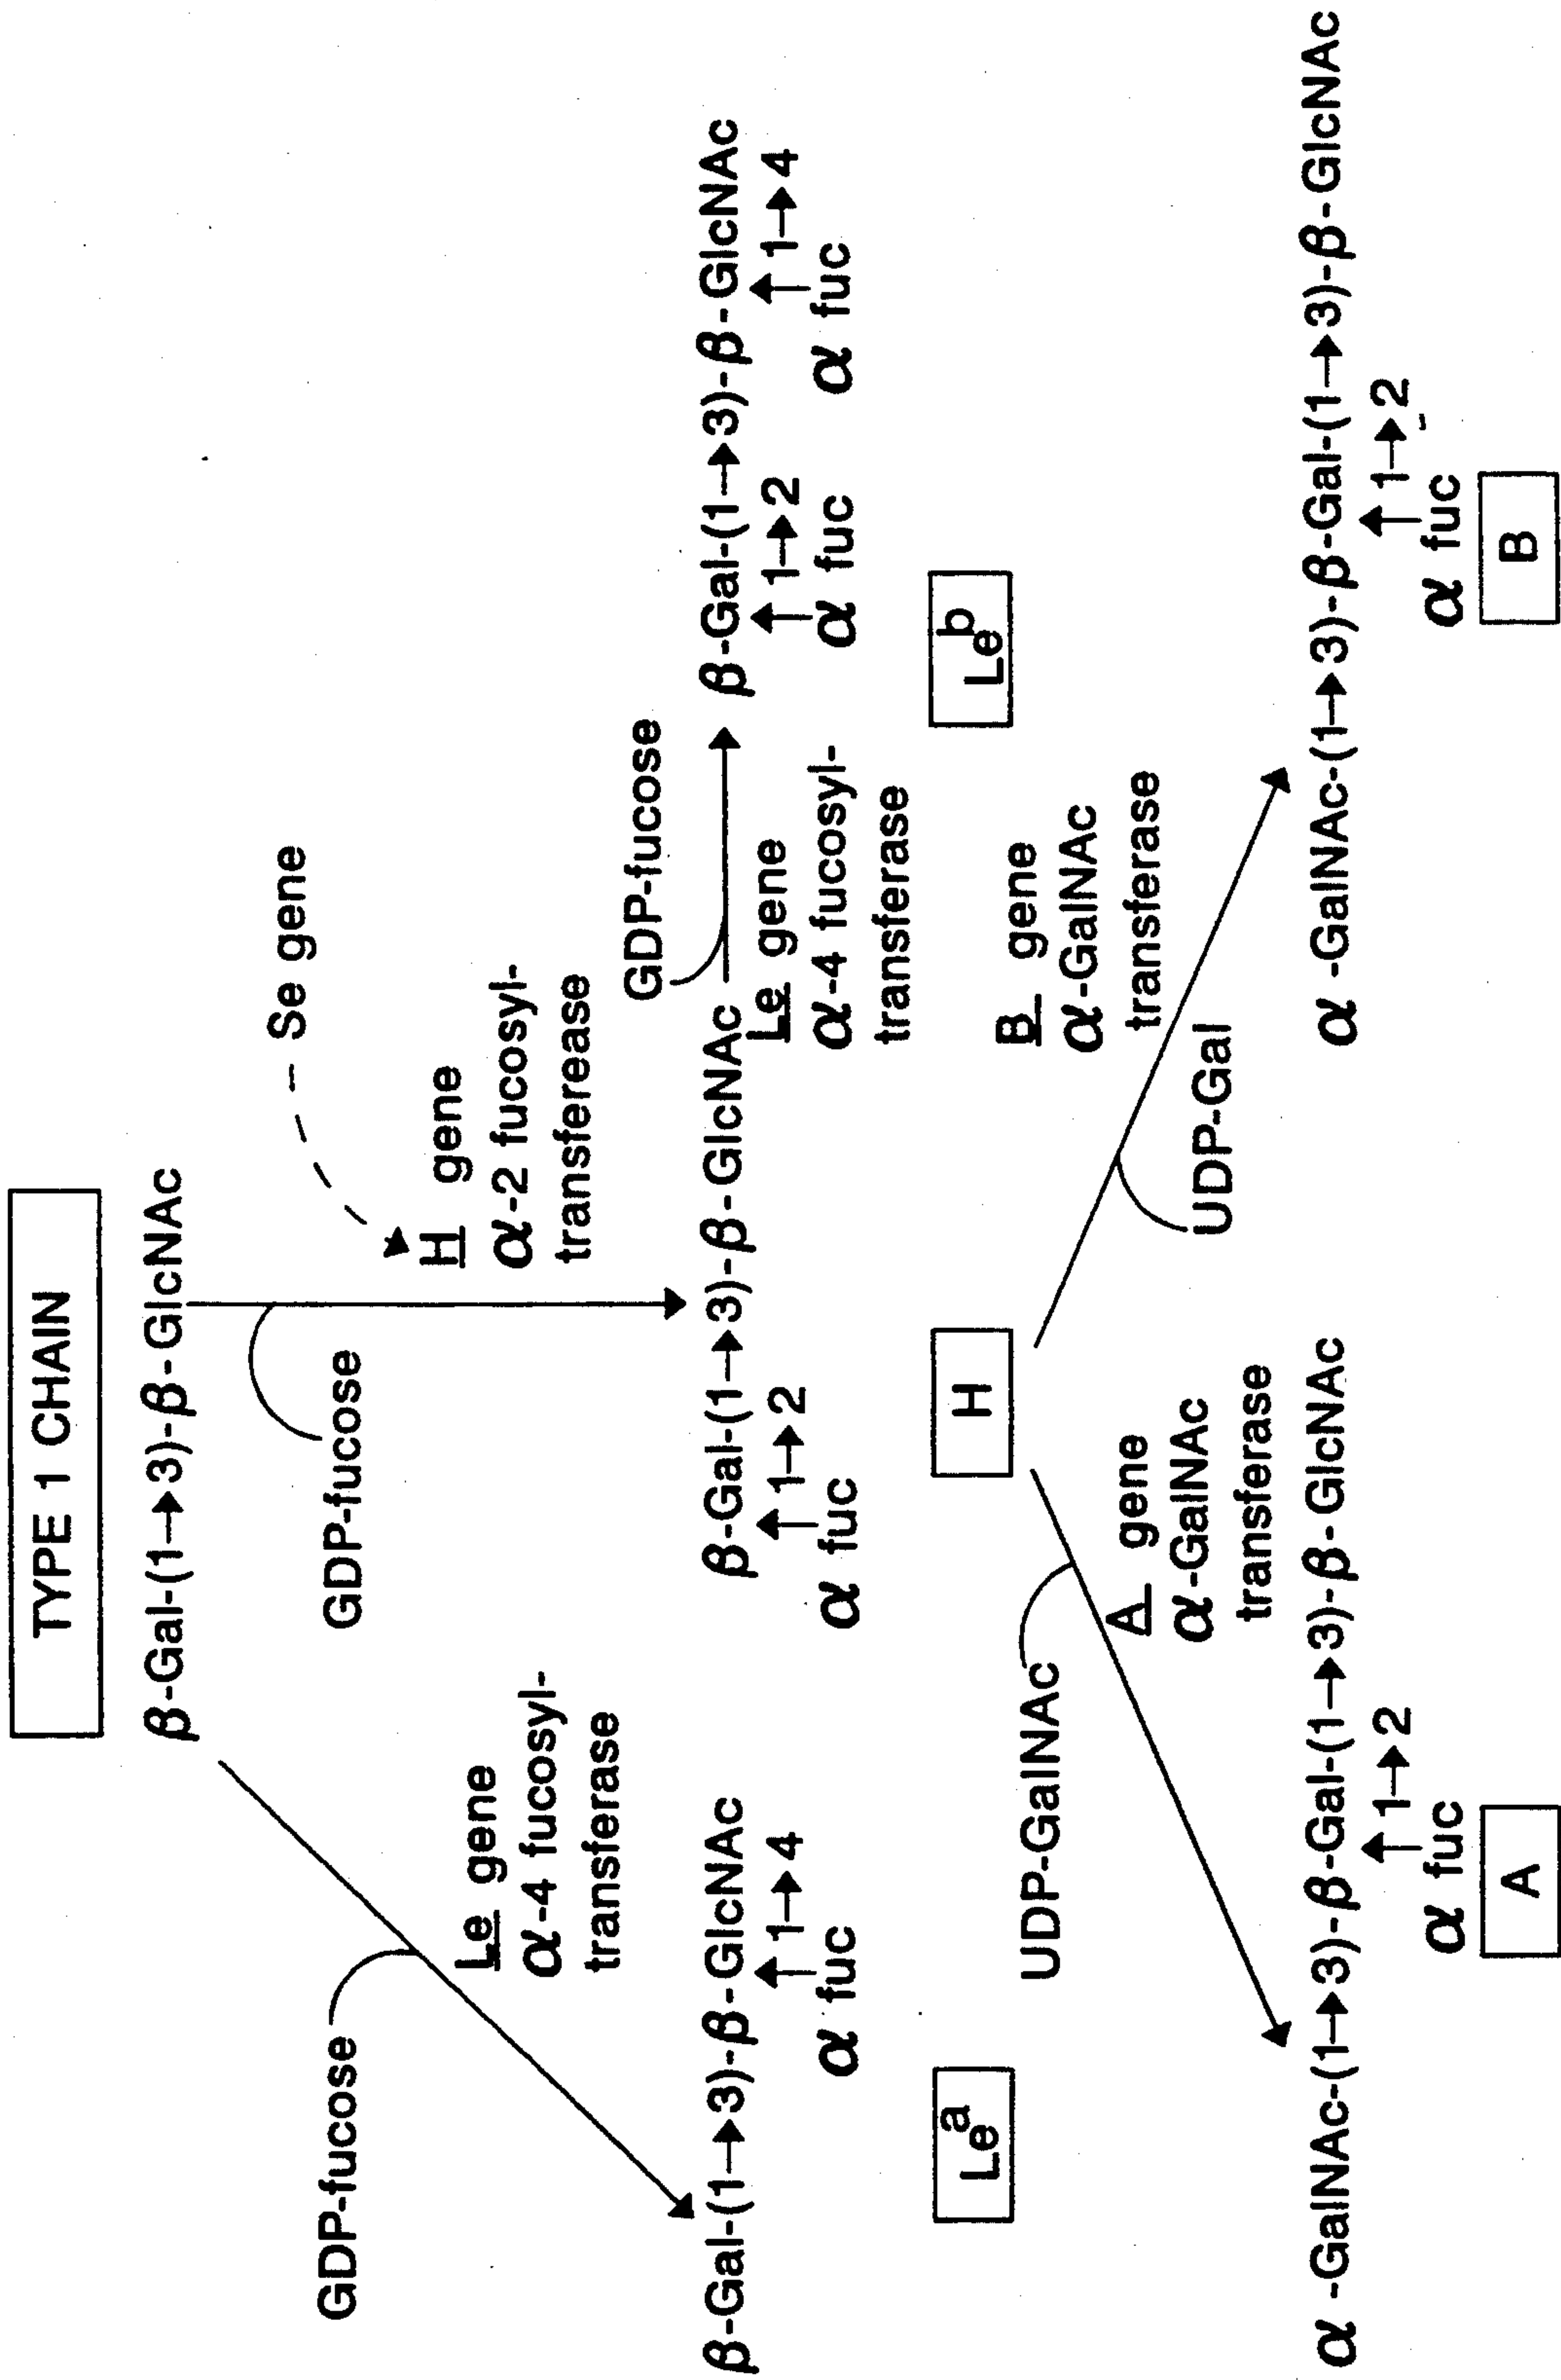 TYPE 1 CHAIN
β-Gal-(1→3)-β-GlcNAc
GDP-fucose
Le gene
α-4 fucosyl-
transferase
GDP-fucose
Se gene
H gene
α-2 fucosyl-
transferease
β-Gal-(1→3)-β-GlcNAc
↑1→4
α fuc
Le a
β-Gal-(1→3)-β-GlcNAc
↑1→2
α fuc
H
GDP-fucose
Le gene
α-4 fucosyl-
transferase
β-Gal-(1→3)-β-GlcNAc
↑1→2 ↑1→4
α fuc α fuc
Le b
UDP-GalNAc
A gene
α-GalNAc
transferase
B gene
α-GalNAc
transferase
UDP-Gal
α -GalNAc-(1→3)-β-Gal-(1→3)-β-GlcNAc
↑1→2
α fuc
A
α -GalNAc-(1→3)-β-Gal-(1→3)-β-GlcNAc
↑1→2
α fuc
B